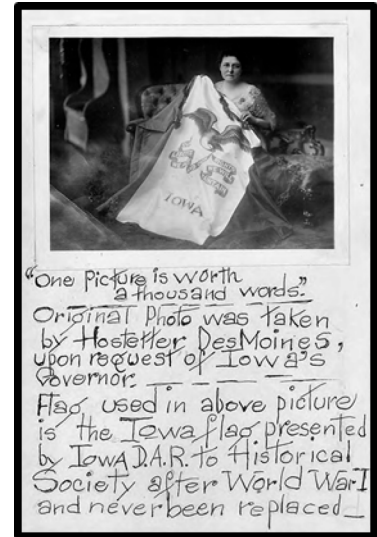 IOWA
"One Picture is worth
a thousand words."
Original Photo was taken
by Hostetler DesMoines,
upon request of Iowa's
Governor.
Flag used in above picture
is the Iowa flag presented
by IOWA D.A.R. to Historical
Society after World War I
and never been replaced_